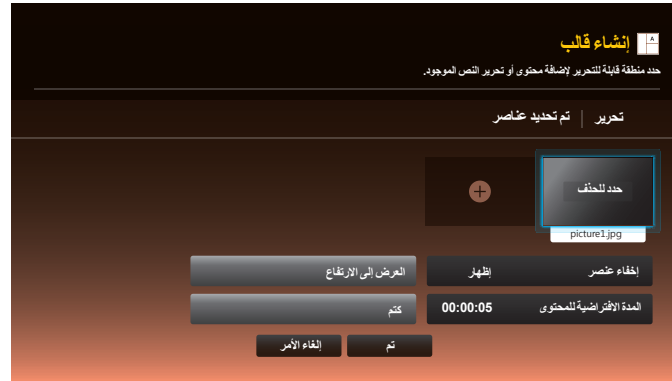 إنشاء قالب
حدد منطقة قابلة للتحرير لإضافة محتوى أو تحرير النص الموجود.
تحرير | تم تحديد عناصر
حدد للحذف
picture1.jpg
إخفاء عنصر إظهار العرض إلى الارتفاع
المدة الافتراضية للمحتوى 00:00:05 كتم
تم إلغاء الأمر